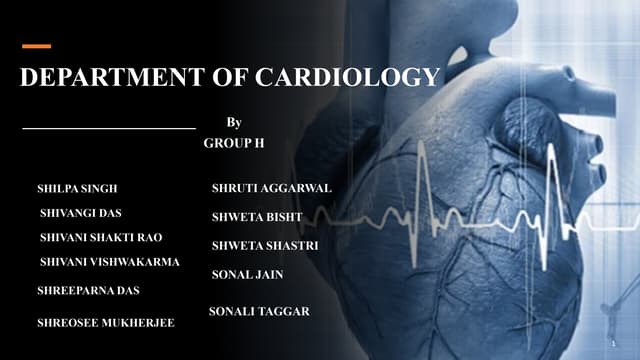 DEPARTMENT OF CARDIOLOGY
By
GROUP H
SHILPA SINGH
SHIVANGI DAS
SHIVANI SHAKTI RAO
SHIVANI VISHWAKARMA
SHREEPARNA DAS
SHREOSEE MUKHERJEE
SHRUTI AGGARWAL
SHWETA BISHT
SHWETA SHASTRI
SONAL JAIN
SONALI TAGGAR
1